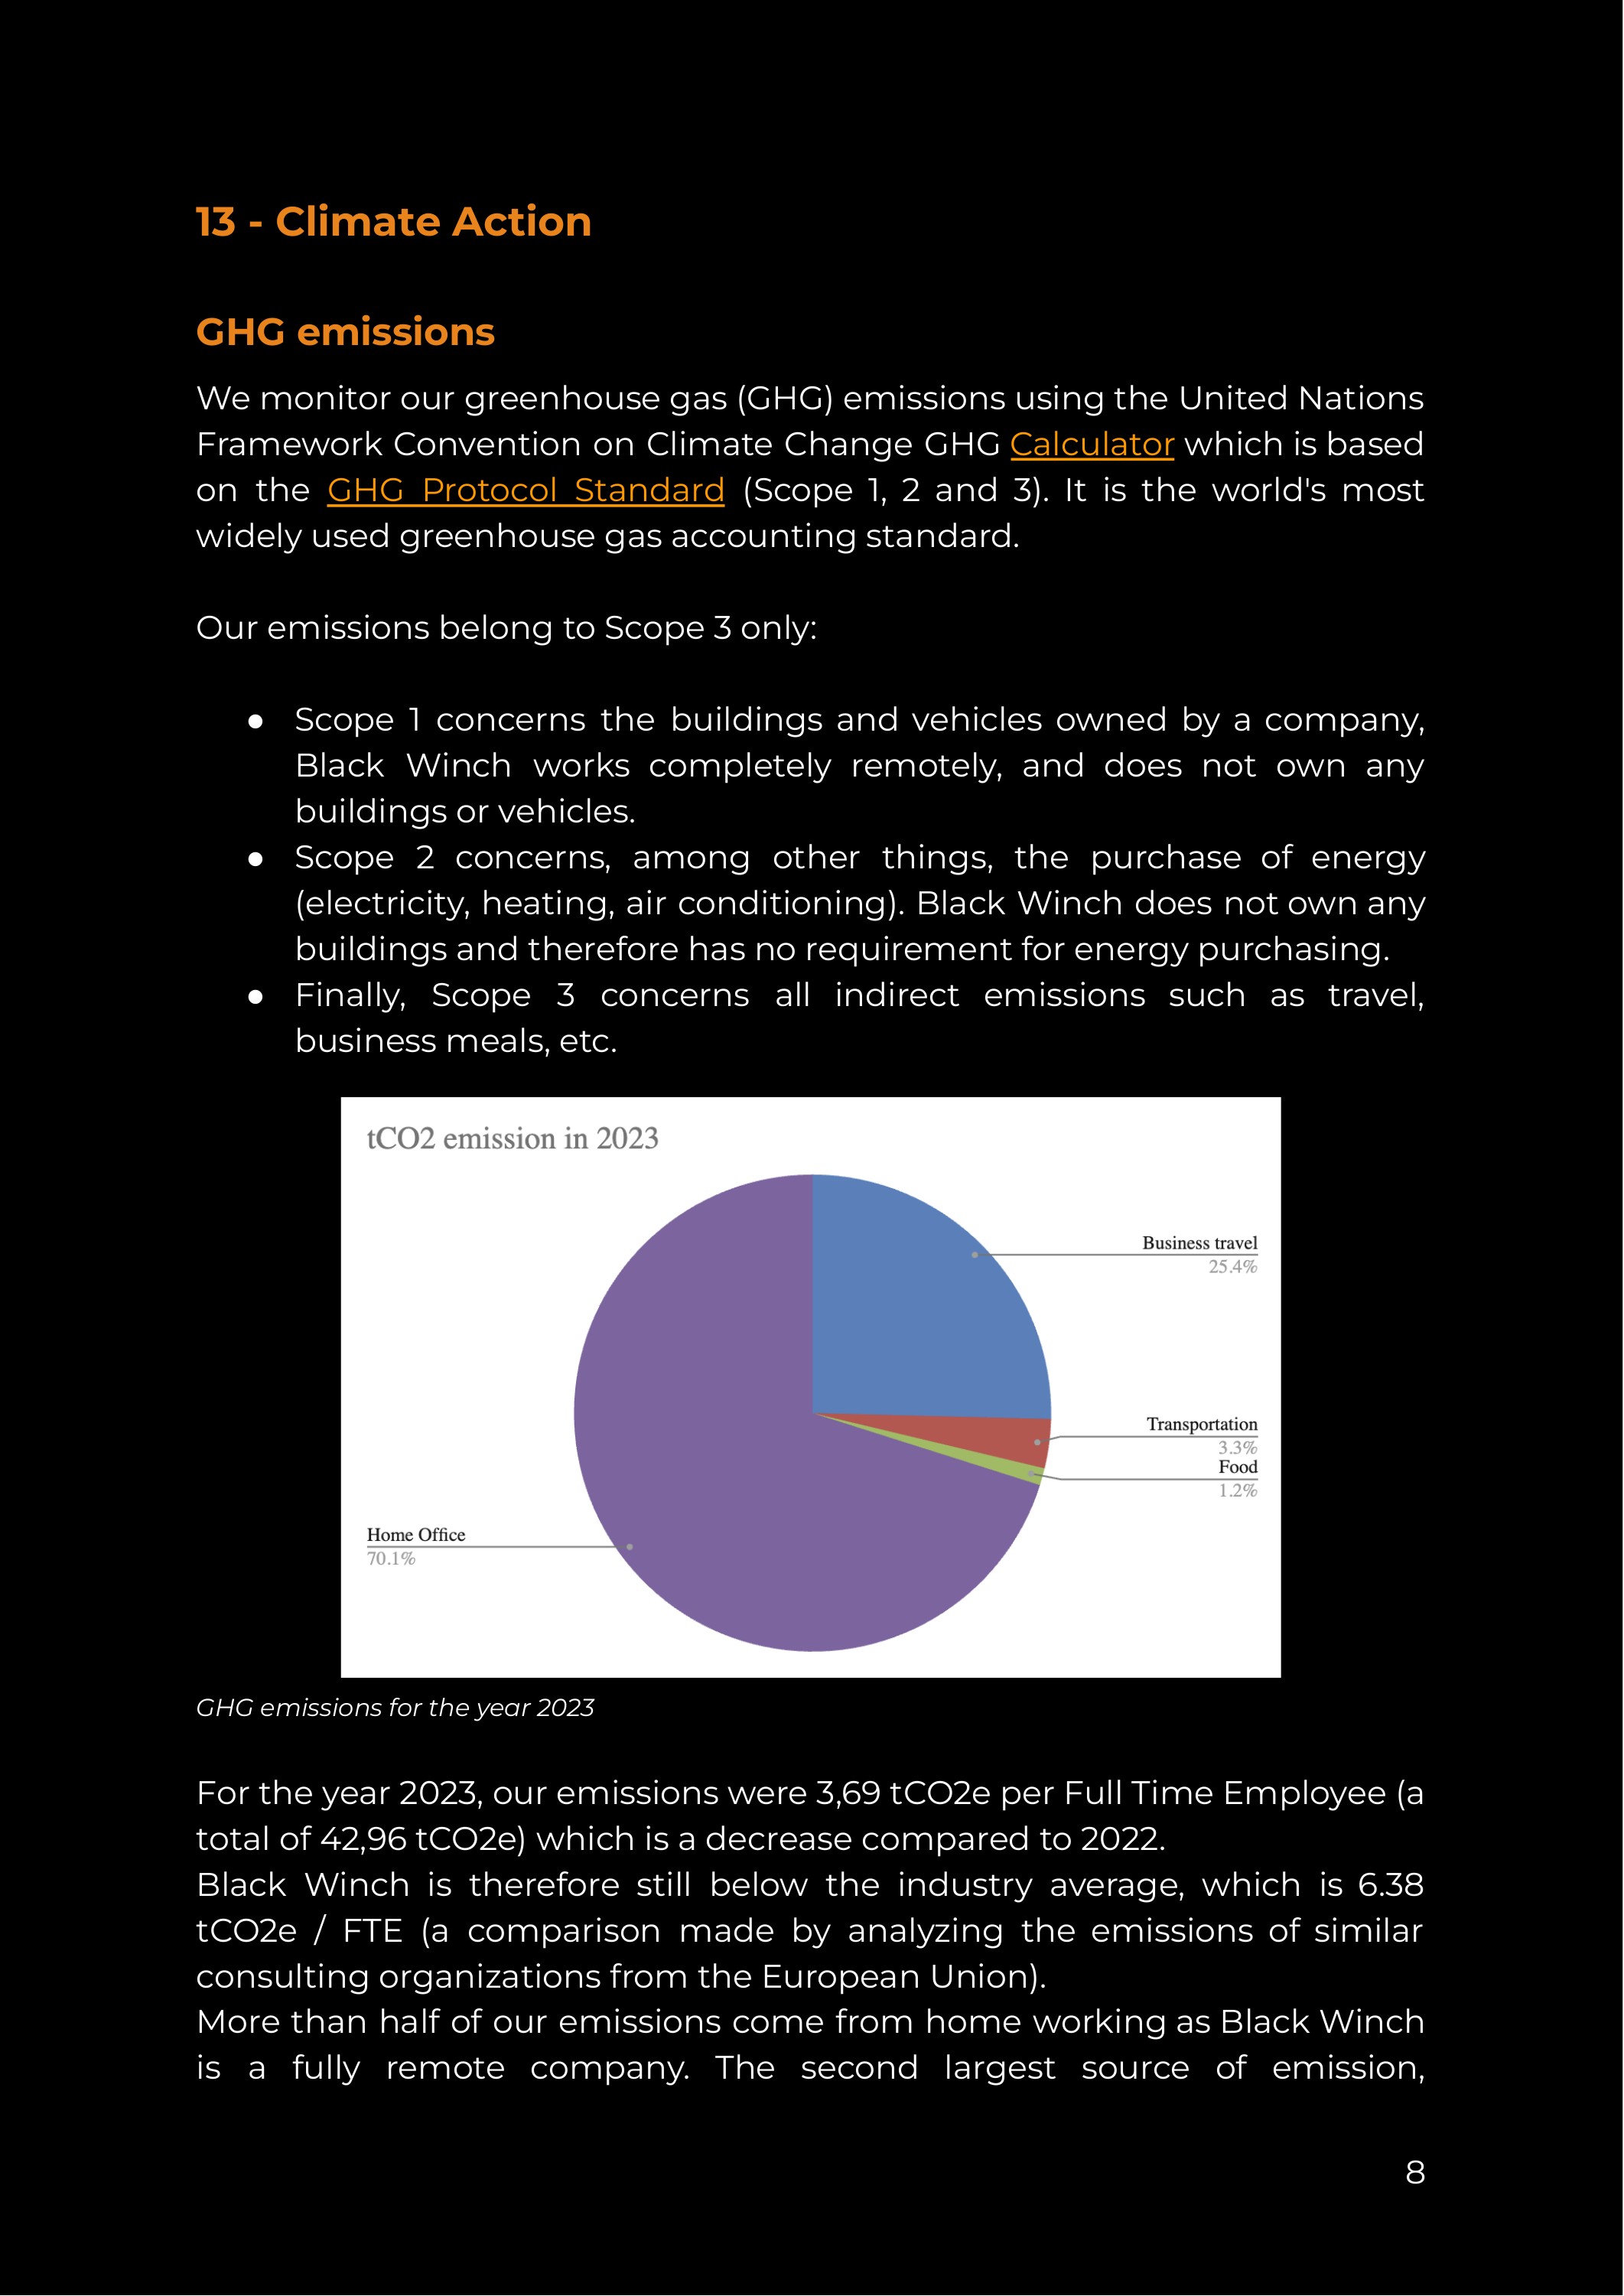 13 - Climate Action
GHG emissions
We monitor our greenhouse gas (GHG) emissions using the United Nations
Framework Convention on Climate Change GHG Calculator which is based
on the GHG Protocol Standard (Scope 1, 2 and 3). It is the world's most
widely used greenhouse gas accounting standard.
Our emissions belong to Scope 3 only:
● Scope 1 concerns the buildings and vehicles owned by a company,
Black Winch works completely remotely, and does not own any
buildings or vehicles.
● Scope 2 concerns, among other things, the purchase of energy
(electricity, heating, air conditioning). Black Winch does not own any
buildings and therefore has no requirement for energy purchasing.
● Finally, Scope 3 concerns all indirect emissions such as travel,
business meals, etc.
tCO2 emission in 2023
Business travel
25.4%
Transportation
3.3%
Food
1.2%
Home Office
70.1%
GHG emissions for the year 2023
For the year 2023, our emissions were 3,69 tCO2e per Full Time Employee (a
total of 42,96 tCO2e) which is a decrease compared to 2022.
Black Winch is therefore still below the industry average, which is 6.38
tCO2e / FTE (a comparison made by analyzing the emissions of similar
consulting organizations from the European Union).
More than half of our emissions come from home working as Black Winch
is a fully remote company. The second largest source of emission,
8